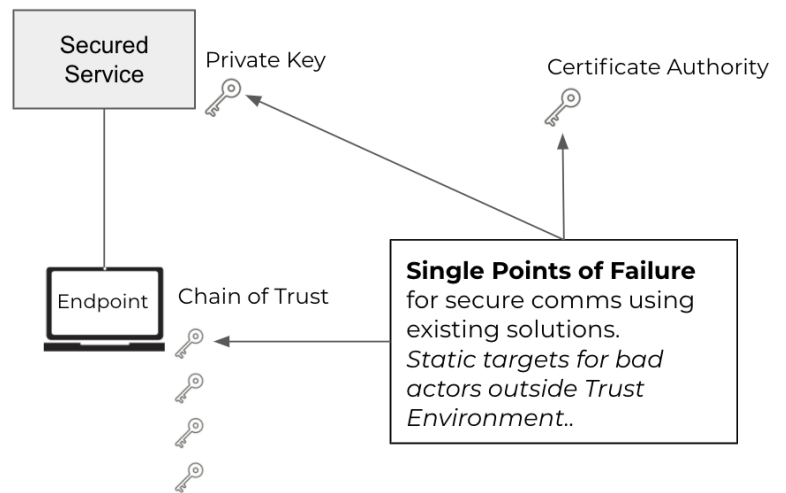 Secured
Service
Private Key
Certificate Authority
Endpoint
Chain of Trust
Single Points of Failure
for secure comms using
existing solutions.
Static targets for bad
actors outside Trust
Environment..